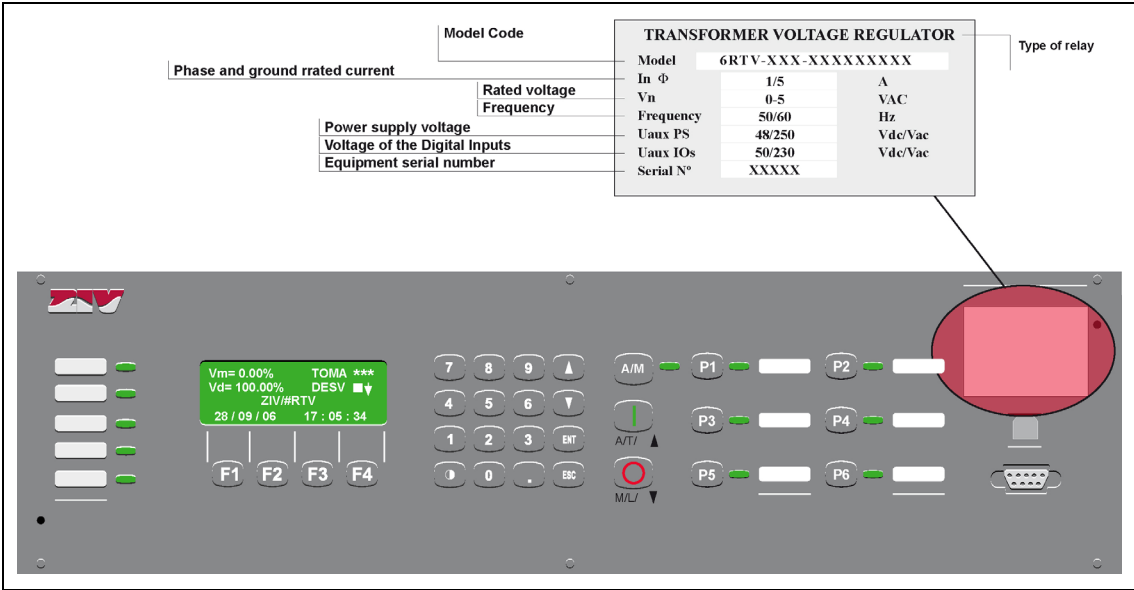 Model Code
Phase and ground rrated current
Rated voltage
Frequency
Power supply voltage
Voltage of the Digital Inputs
Equipment serial number
TRANSFORMER VOLTAGE REGULATOR
Model 6RTV-XXX-XXXXXXXXX
In Φ 1/5 A
Vn 0-5 VAC
Frequency 50/60 Hz
Uaux PS 48/250 Vdc/Vac
Uaux IOs 50/230 Vdc/Vac
Serial Nº XXXXX
Type of relay
ZIV
Vm= 0.00% TOMA ***
Vd= 100.00% DESV
ZIV/#RTV
28 / 09 / 06 17 : 05 : 34
F1 F2 F3 F4
7 8 9
4 5 6
1 2 3 ENT
0 . ESC
A/M P1 P2
A/T/
P3 P4
M/L/
P5 P6